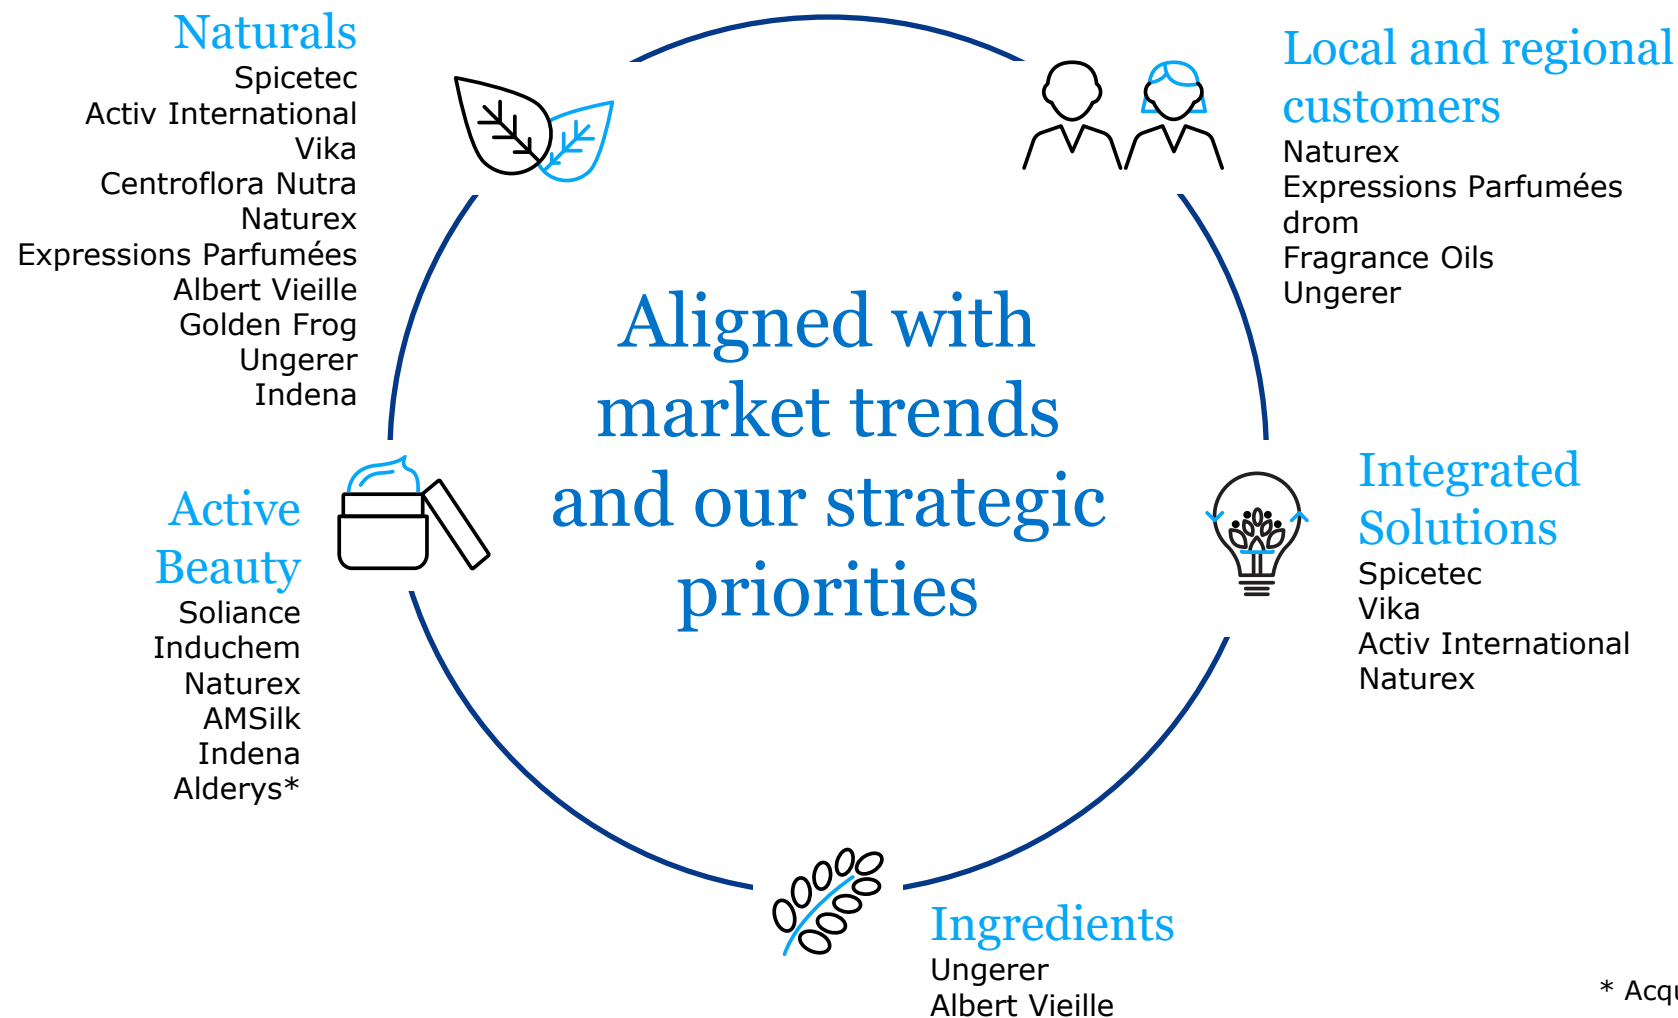 Naturals
Spicetec
Activ International
Vika
Centroflora Nutra
Naturex
Expressions Parfumées
Albert Vieille
Golden Frog
Ungerer
Indena
Local and regional
customers
Naturex
Expressions Parfumées
drom
Fragrance Oils
Ungerer
Aligned with
market trends
and our strategic
priorities
Active
Beauty
Soliance
Induchem
Naturex
AMSilk
Indena
Alderys*
Integrated
Solutions
Spicetec
Vika
Activ International
Naturex
Ingredients
Ungerer
Albert Vieille
*